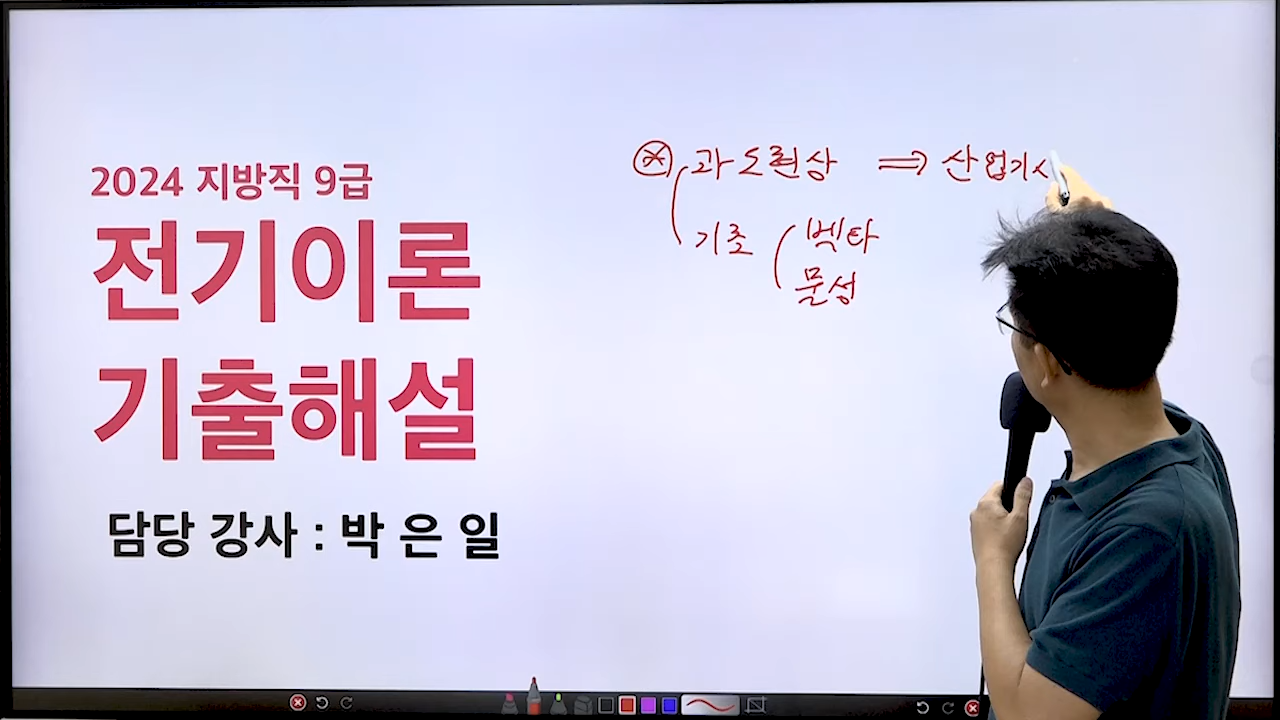 2024 지방직 9급
전기이론
기출해설
담당 강사 : 박 은 일
※ 과도현상 ⇒ 산업기사
기초 벡타
문성